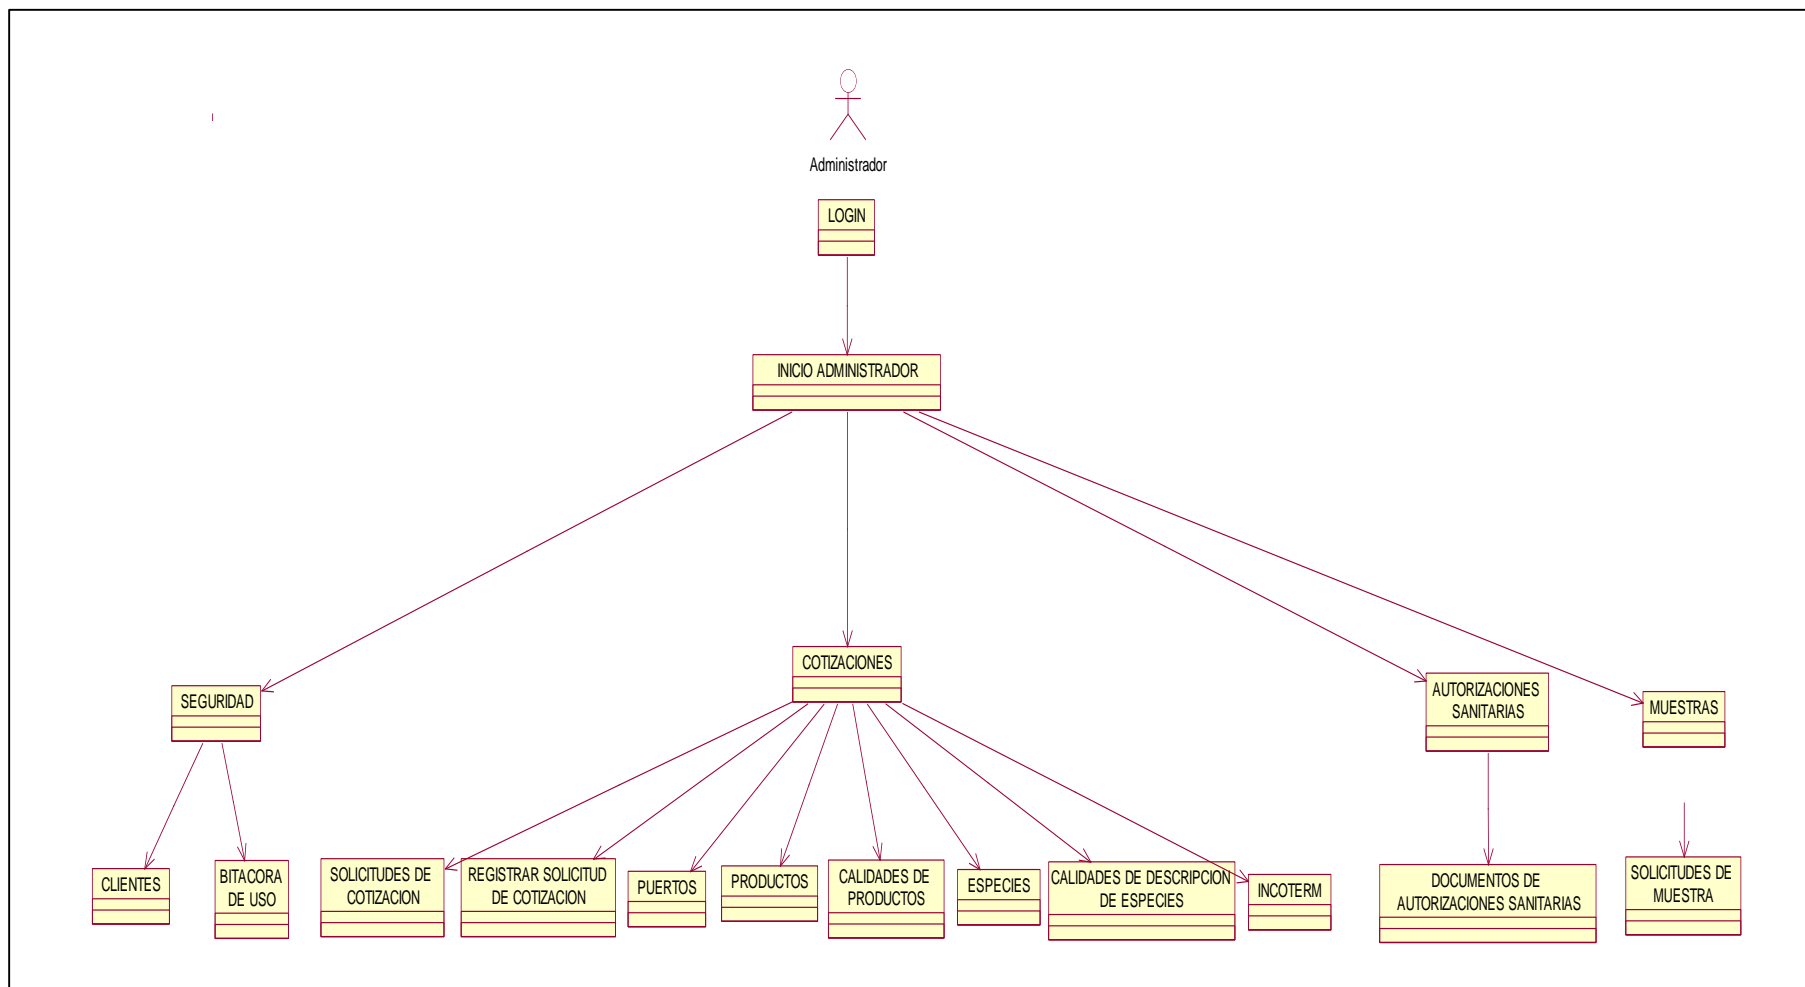 Administrador
LOGIN
INICIO ADMINISTRADOR
COTIZACIONES
SEGURIDAD
AUTORIZACIONES
SANITARIAS
MUESTRAS
CLIENTES
BITACORA
DE USO
SOLICITUDES DE
COTIZACION
REGISTRAR SOLICITUD
DE COTIZACION
PUERTOS
PRODUCTOS
CALIDADES DE
PRODUCTOS
ESPECIES
CALIDADES DE DESCRIPCION
DE ESPECIES
INCOTERM
DOCUMENTOS DE
AUTORIZACIONES SANITARIAS
SOLICITUDES DE
MUESTRA